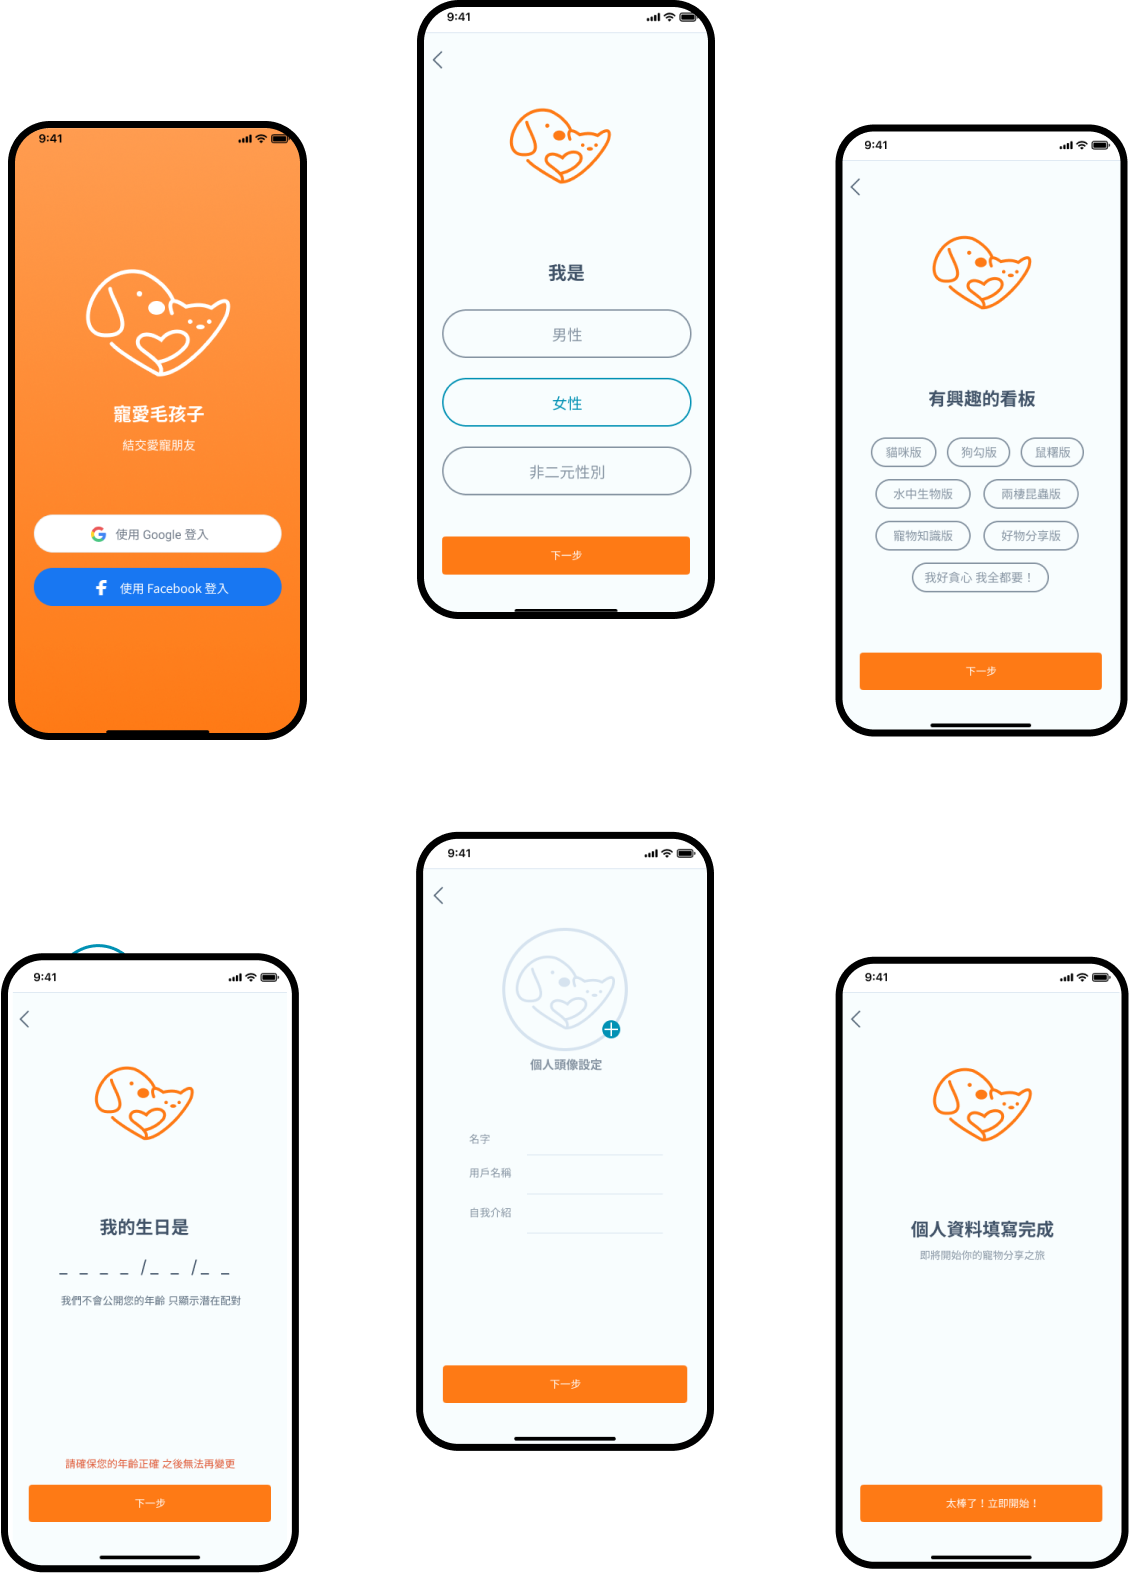 9:41
寵愛毛孩子
結交愛寵朋友
使用 Google 登入
使用 Facebook 登入
9:41
我是
男性
女性
非二元性別
下一步
9:41
有興趣的看板
貓咪版
狗勾版
鼠糬版
水中生物版
兩棲昆蟲版
寵物知識版
好物分享版
我好貪心 我全都要！
下一步
9:41
我的生日是
_ _ _ _ / _ _ / _ _
我們不會公開您的年齡 只顯示潛在配對
請確保您的年齡正確 之後無法再變更
下一步
9:41
個人頭像設定
名字
用戶名稱
自我介紹
下一步
9:41
個人資料填寫完成
即將開始你的寵物分享之旅
太棒了！立即開始！